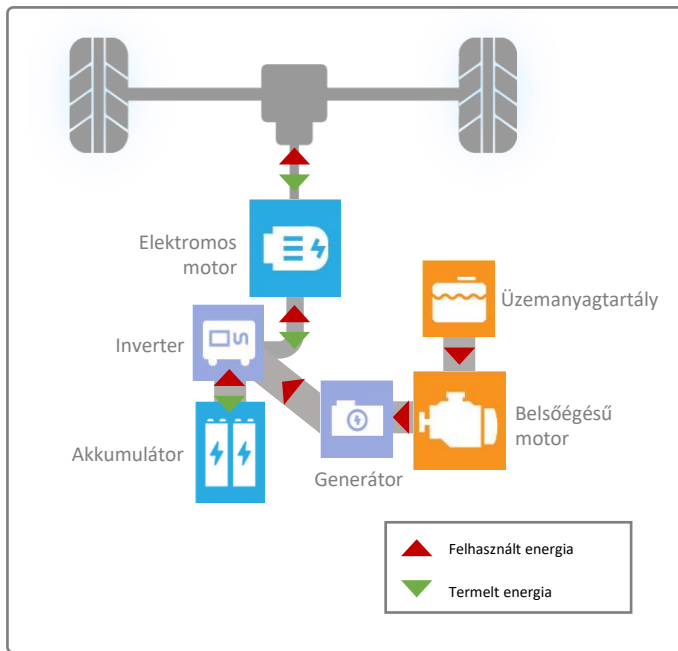 Elektromos
motor
Üzemanyagtartály
Inverter
Belsőégésű
motor
Akkumulátor
Generátor
Felhasznált energia
Termelt energia